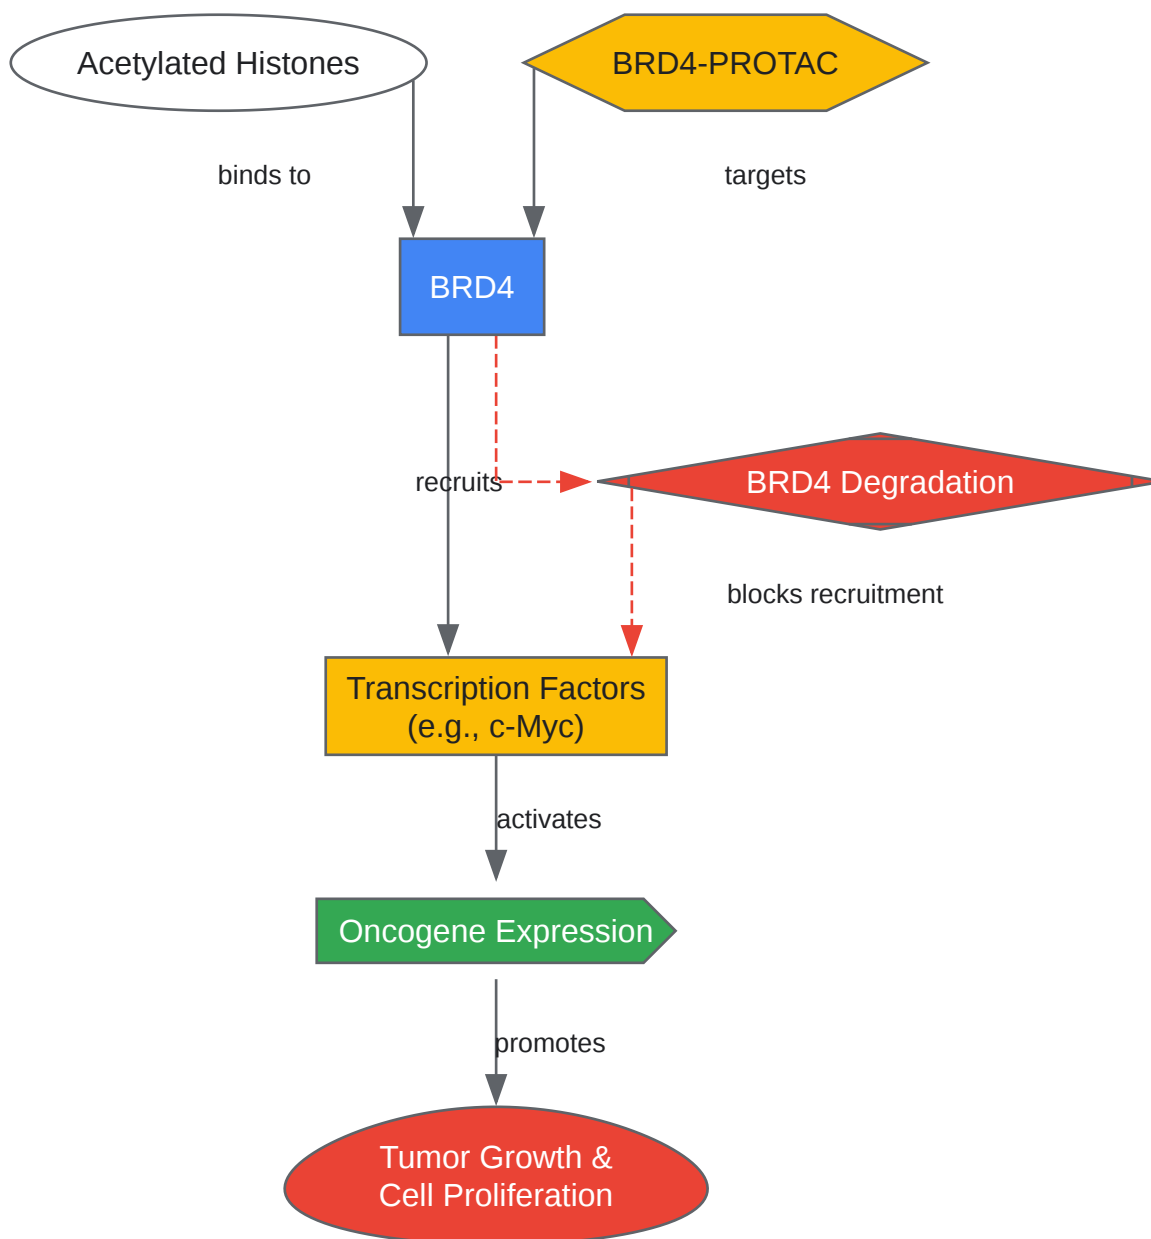 Acetylated Histones
BRD4-PROTAC
binds to
targets
BRD4
recruits
BRD4 Degradation
blocks recruitment
Transcription Factors
(e.g., c-Myc)
activates
Oncogene Expression
promotes
Tumor Growth &
Cell Proliferation